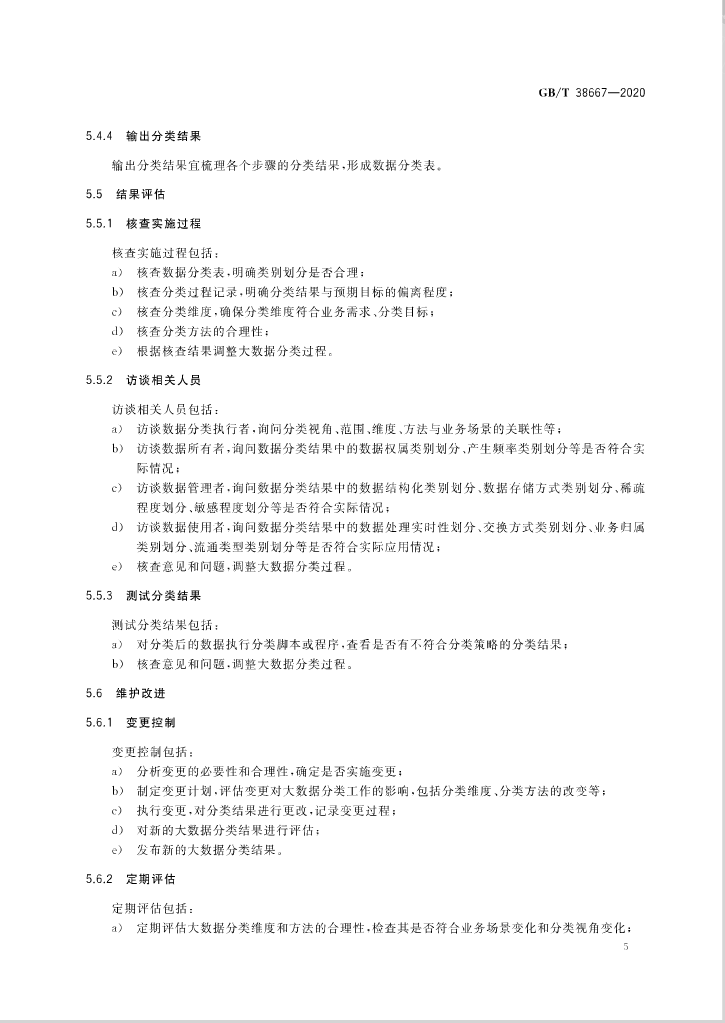 GB/T 38667—2020
5.4.4 输出分类结果
输出分类结果宜梳理各个步骤的分类结果,形成数据分类表。
5.5 结果评估
5.5.1 核查实施过程
核查实施过程包括:
a) 核查数据分类表,明确类别划分是否合理;
b) 核查分类过程记录,明确分类结果与预期目标的偏离程度;
c) 核查分类维度,确保分类维度符合业务需求、分类目标;
d) 核查分类方法的合理性;
e) 根据核查结果调整大数据分类过程。
5.5.2 访谈相关人员
访谈相关人员包括:
a) 访谈数据分类执行者,询问分类视角、范围、维度、方法与业务场景的关联性等;
b) 访谈数据所有者,询问数据分类结果中的数据权属类别划分、产生频率类别划分等是否符合实
际情况;
c) 访谈数据管理者,询问数据分类结果中的数据结构化类别划分、数据存储方式类别划分、稀疏
程度划分、敏感程度划分等是否符合实际情况;
d) 访谈数据使用者,询问数据分类结果中的数据处理实时性划分、交换方式类别划分、业务归属
类别划分、流通类型类别划分等是否符合实际应用情况;
e) 核查意见和问题,调整大数据分类过程。
5.5.3 测试分类结果
测试分类结果包括:
a) 对分类后的数据执行分类脚本或程序,查看是否有不符合分类策略的分类结果;
b) 核查意见和问题,调整大数据分类过程。
5.6 维护改进
5.6.1 变更控制
变更控制包括:
a) 分析变更的必要性和合理性,确定是否实施变更;
b) 制定变更计划,评估变更对大数据分类工作的影响,包括分类维度、分类方法的改变等;
c) 执行变更,对分类结果进行更改,记录变更过程;
d) 对新的大数据分类结果进行评估;
e) 发布新的大数据分类结果。
5.6.2 定期评估
定期评估包括:
a) 定期评估大数据分类维度和方法的合理性,检查其是否符合业务场景变化和分类视角变化;
5